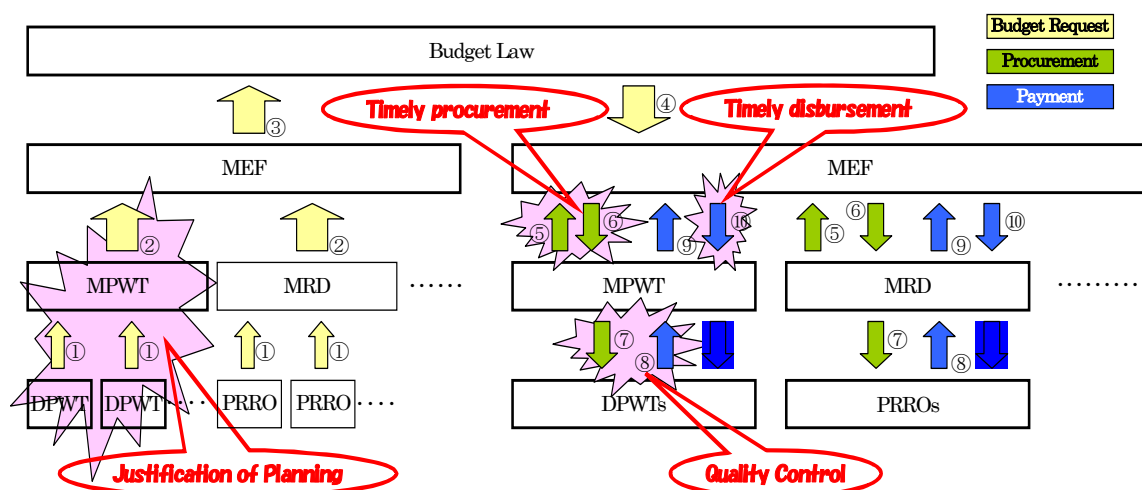 Budget Request
Budget Law
Procurement
Payment
Timely procurement
④
Timely disbursement
③
MEF
MEF
②
②
⑤
⑥
⑨
⑩
⑤
⑥
⑨
⑩
MPWT
MRD
······
MPWT
MRD
·········
①
①
①
①
⑦
⑧
⑦
⑧
DPWT
DPWT
····
PRRO
PRRO
····
DPWTs
PRROs
Justification of Planning
Quality Control